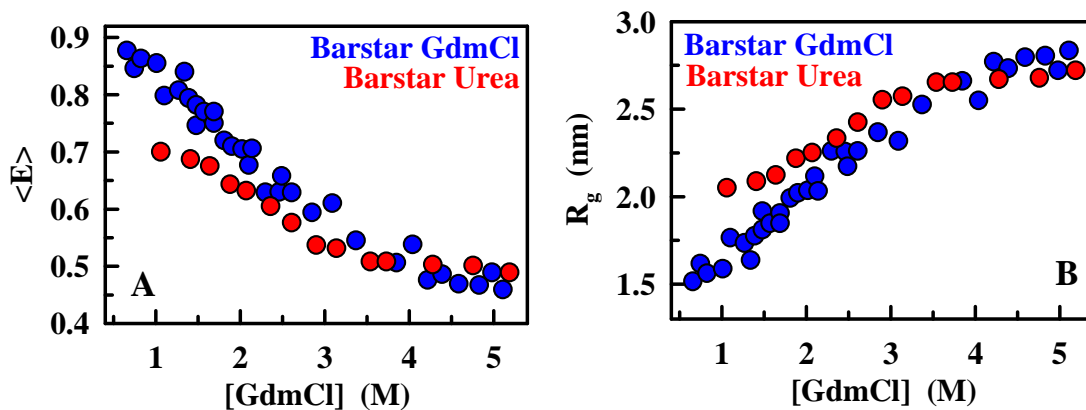 0.9
0.8
0.7
0.6
0.5
0.4
<E>
Barstar GdmCl
Barstar Urea
A
1 2 3 4 5
[GdmCl] (M)
3.0
2.5
2.0
1.5
R_g (nm)
Barstar GdmCl
Barstar Urea
B
1 2 3 4 5
[GdmCl] (M)